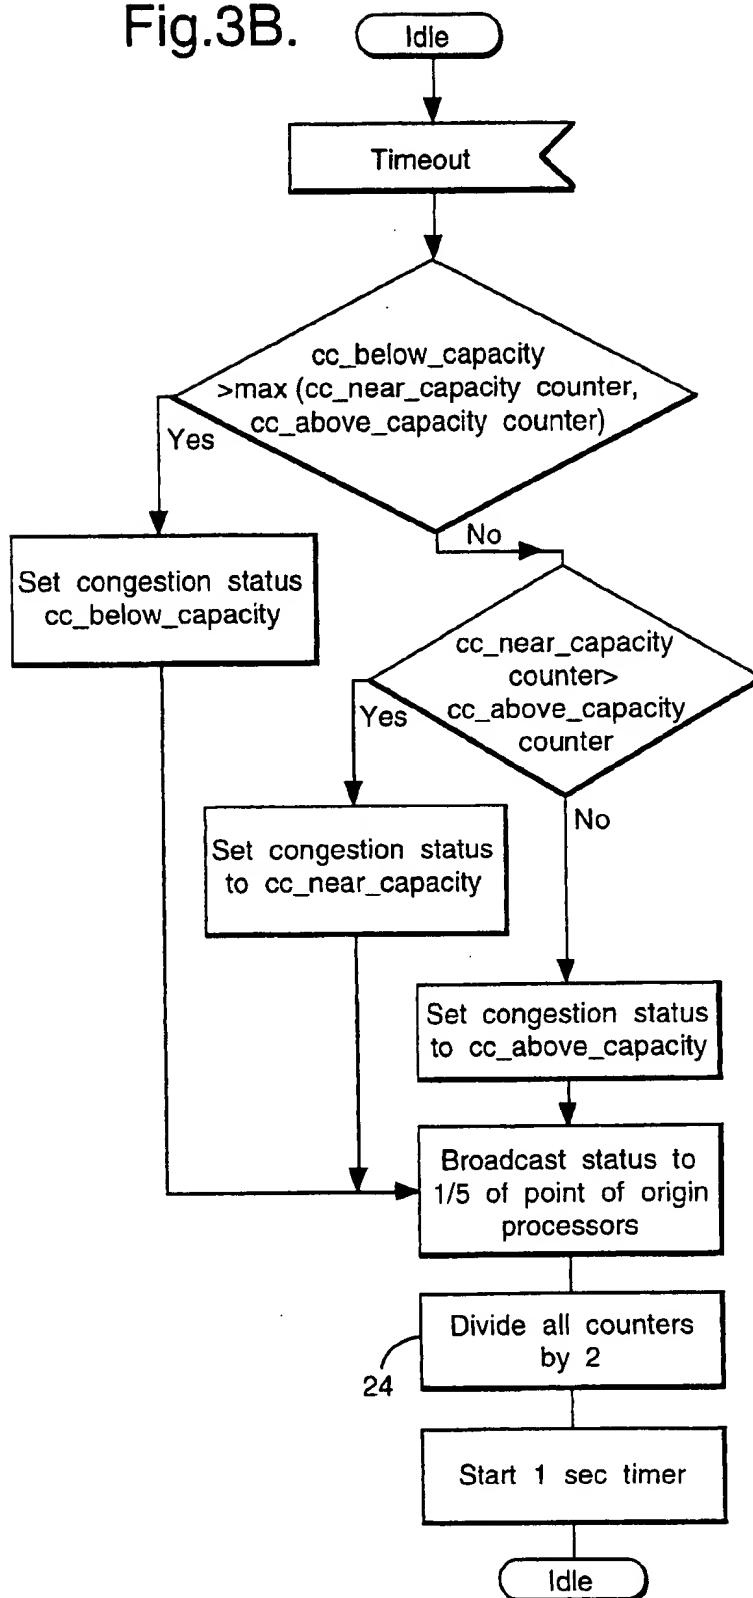 Fig.3B.
Idle
Timeout
cc_below_capacity
>max (cc_near_capacity counter,
cc_above_capacity counter)
Yes
No
Set congestion status
cc_below_capacity
cc_near_capacity
counter>
cc_above_capacity
counter
Yes
No
Set congestion status
to cc_near_capacity
Set congestion status
to cc_above_capacity
Broadcast status to
1/5 of point of origin
processors
Divide all counters
by 2
24
Start 1 sec timer
Idle